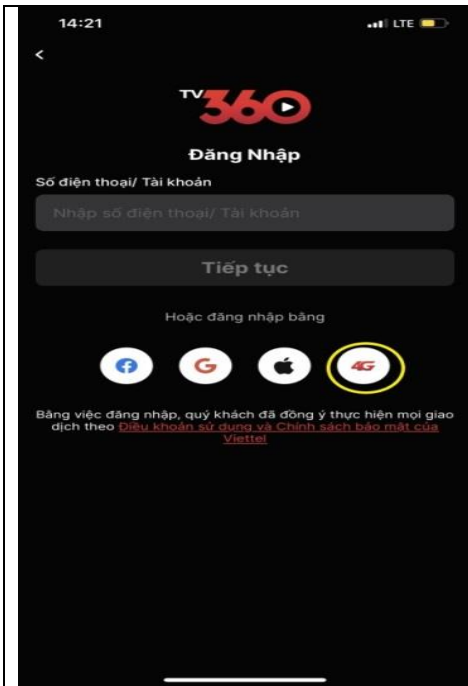 14:21
LTE
TV360
Đăng Nhập
Số điện thoại/ Tài khoản
Nhập số điện thoại/ Tài khoản
Tiếp tục
Hoặc đăng nhập bằng
G
4G
Bằng việc đăng nhập, quý khách đã đồng ý thực hiện mọi giao
dịch theo Điều khoản sử dụng và Chính sách bảo mật của
Viettel